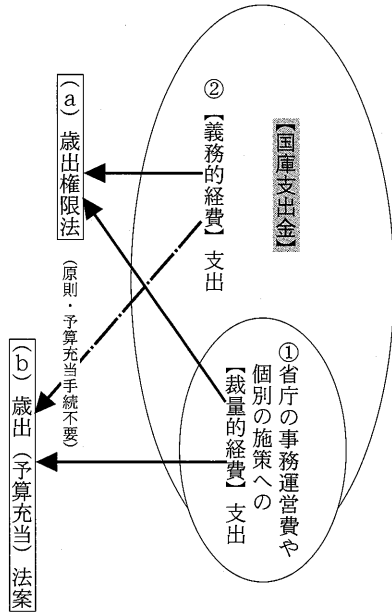 【国庫支出金】
①省庁の事務運営費や
個別の施策への
【裁量的経費】支出
②【義務的経費】支出
(a) 歳出権限法
(原則・予算充当手続不要)
(b) 歳出(予算充当)法案